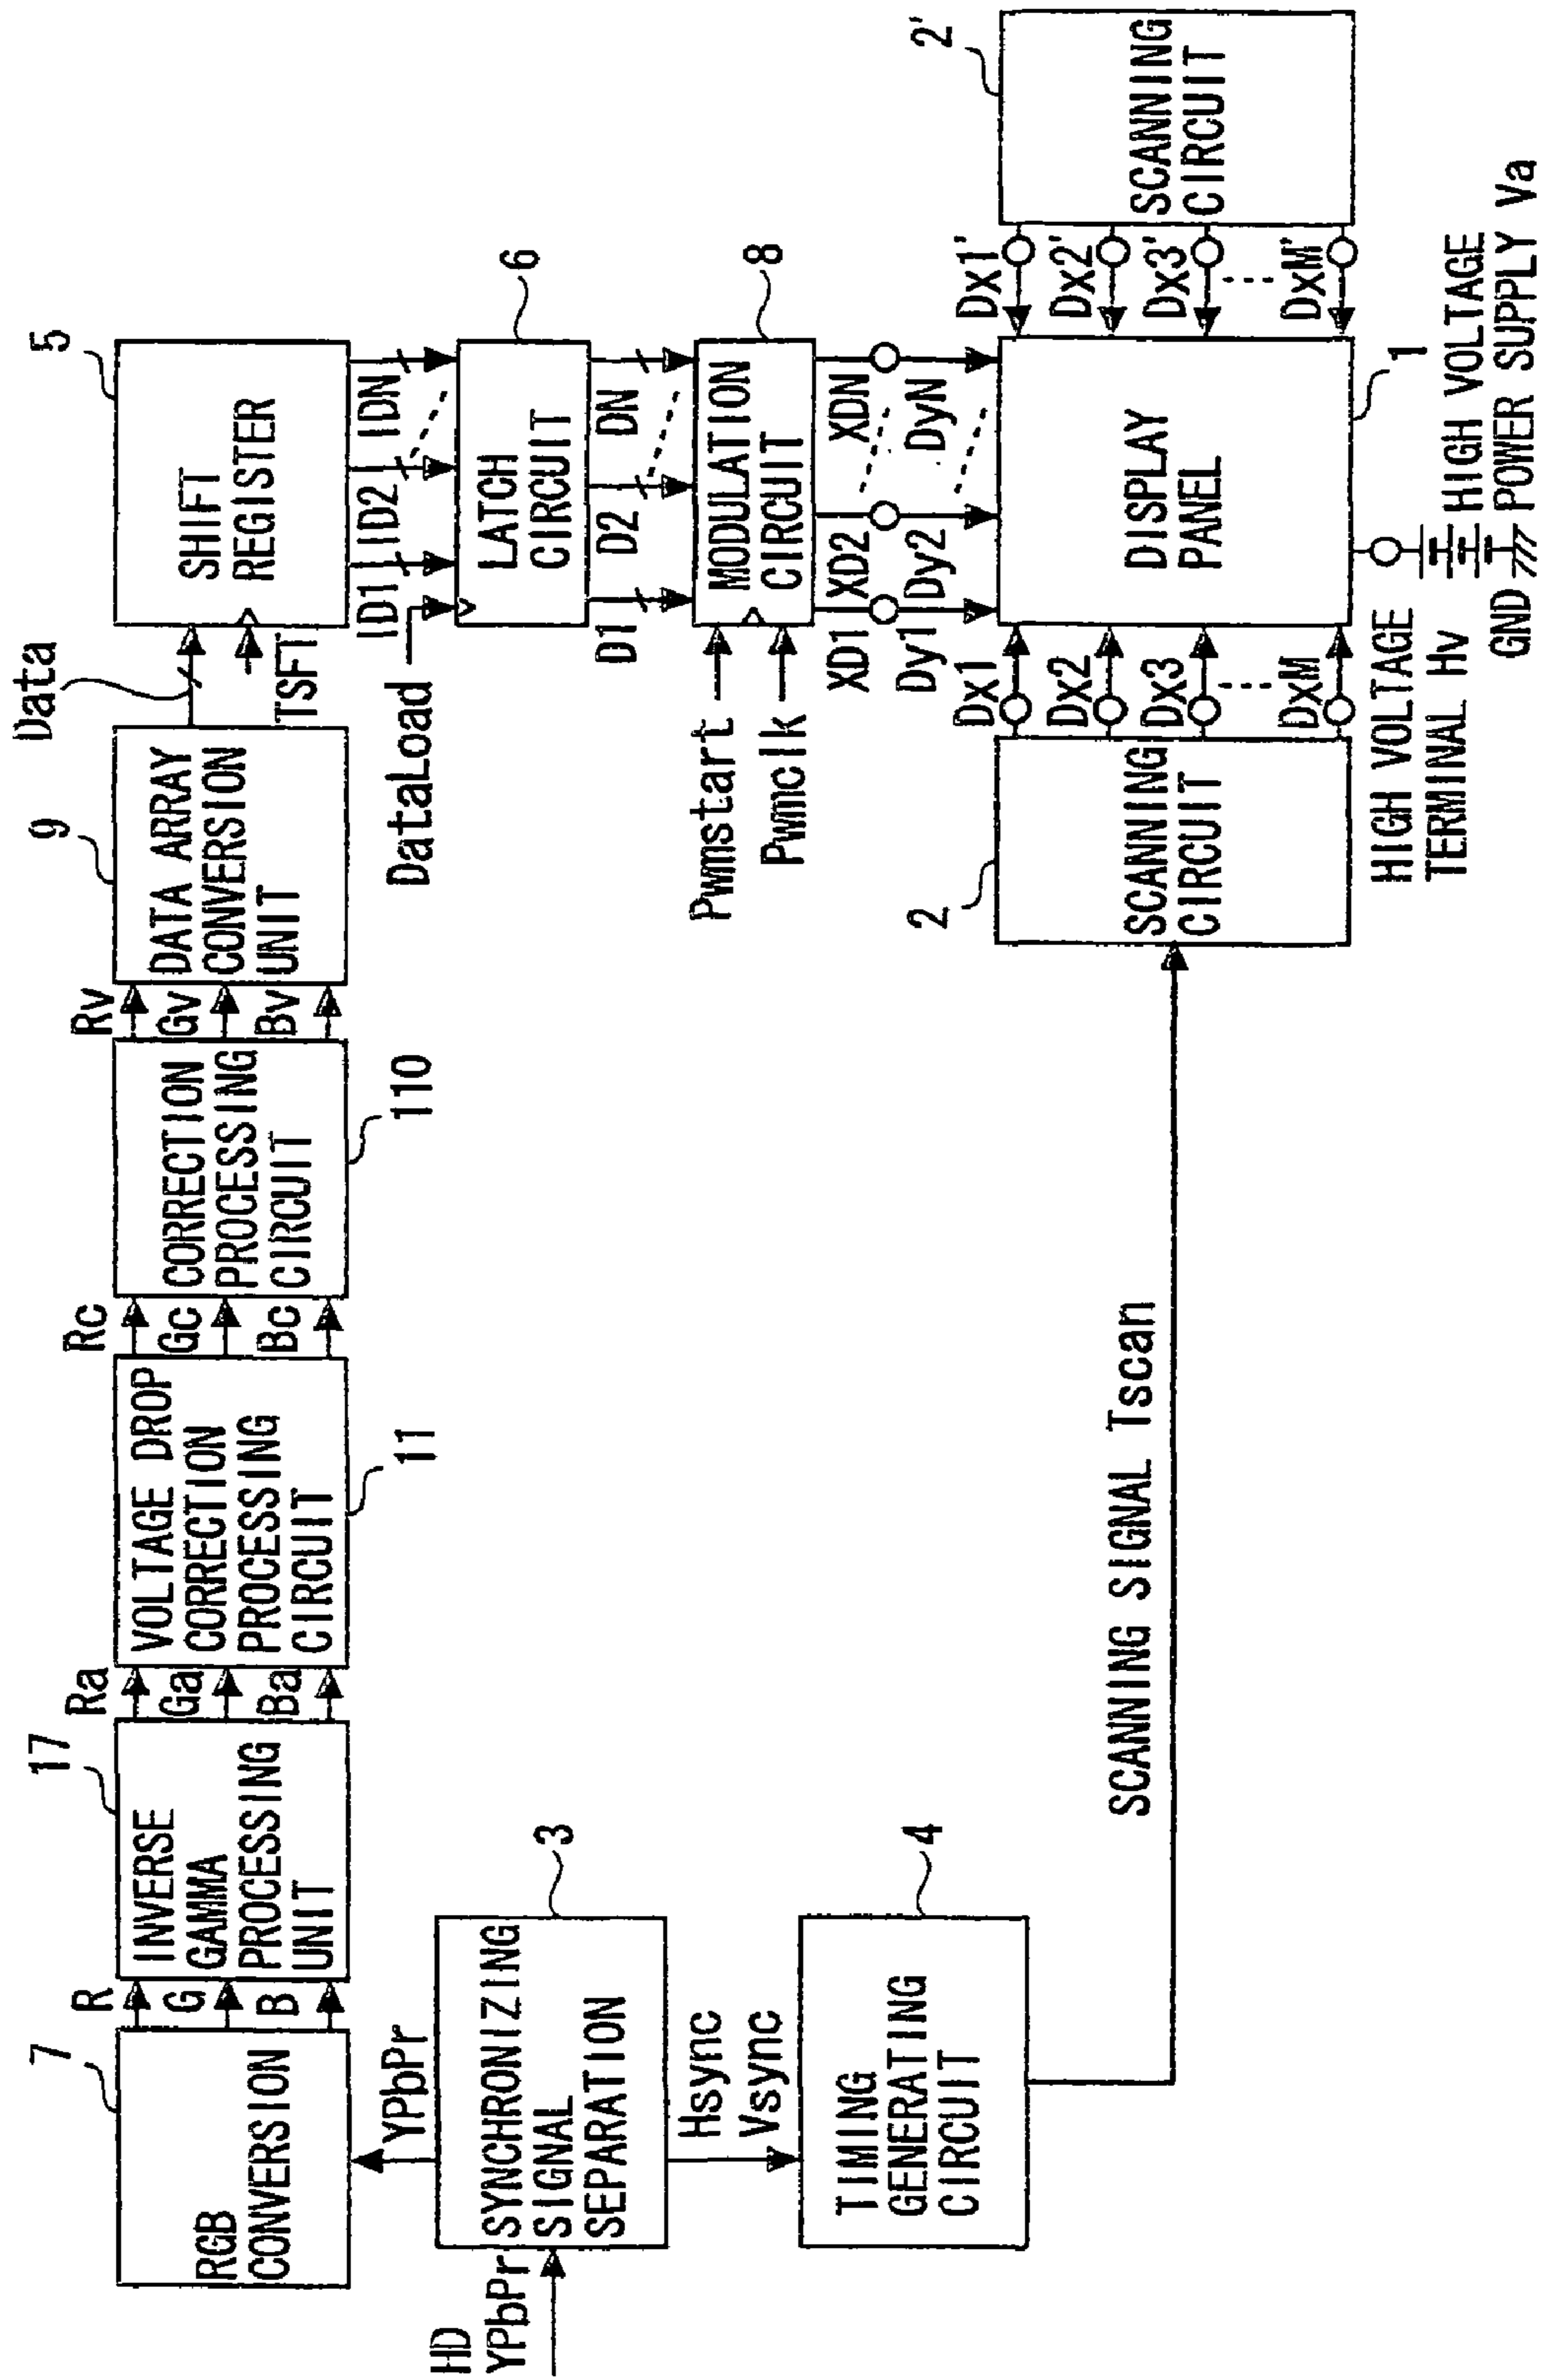 7
RGB
CONVERSION
R
G
B
17
INVERSE
GAMMA
PROCESSING
UNIT
Ra
Ga
Ba
VOLTAGE DROP
CORRECTION
PROCESSING
CIRCUIT
11
Rc
Gc
Bc
CORRECTION
PROCESSING
CIRCUIT
110
Rv
Gv
Bv
9
DATA ARRAY
CONVERSION
UNIT
Data
TSFT
5
SHIFT
REGISTER
ID1
ID2
IDN
DataLoad
6
LATCH
CIRCUIT
D1
D2
DN
8
MODULATION
CIRCUIT
Pwmstart
Pwmclk
XD1
XD2
XDN
Dy1
Dy2
DyN
HD
YPbPr
YPbPr
SYNCHRONIZING
SIGNAL
SEPARATION
3
Hsync
Vsync
TIMING
GENERATING
CIRCUIT
4
SCANNING SIGNAL Tscan
2
SCANNING
CIRCUIT
Dx1
Dx2
Dx3
DxM
DISPLAY
PANEL
1
Dx1'
Dx2'
Dx3'
DxM'
2'
SCANNING
CIRCUIT
HIGH VOLTAGE
TERMINAL Hv
GND
HIGH VOLTAGE
POWER SUPPLY Va